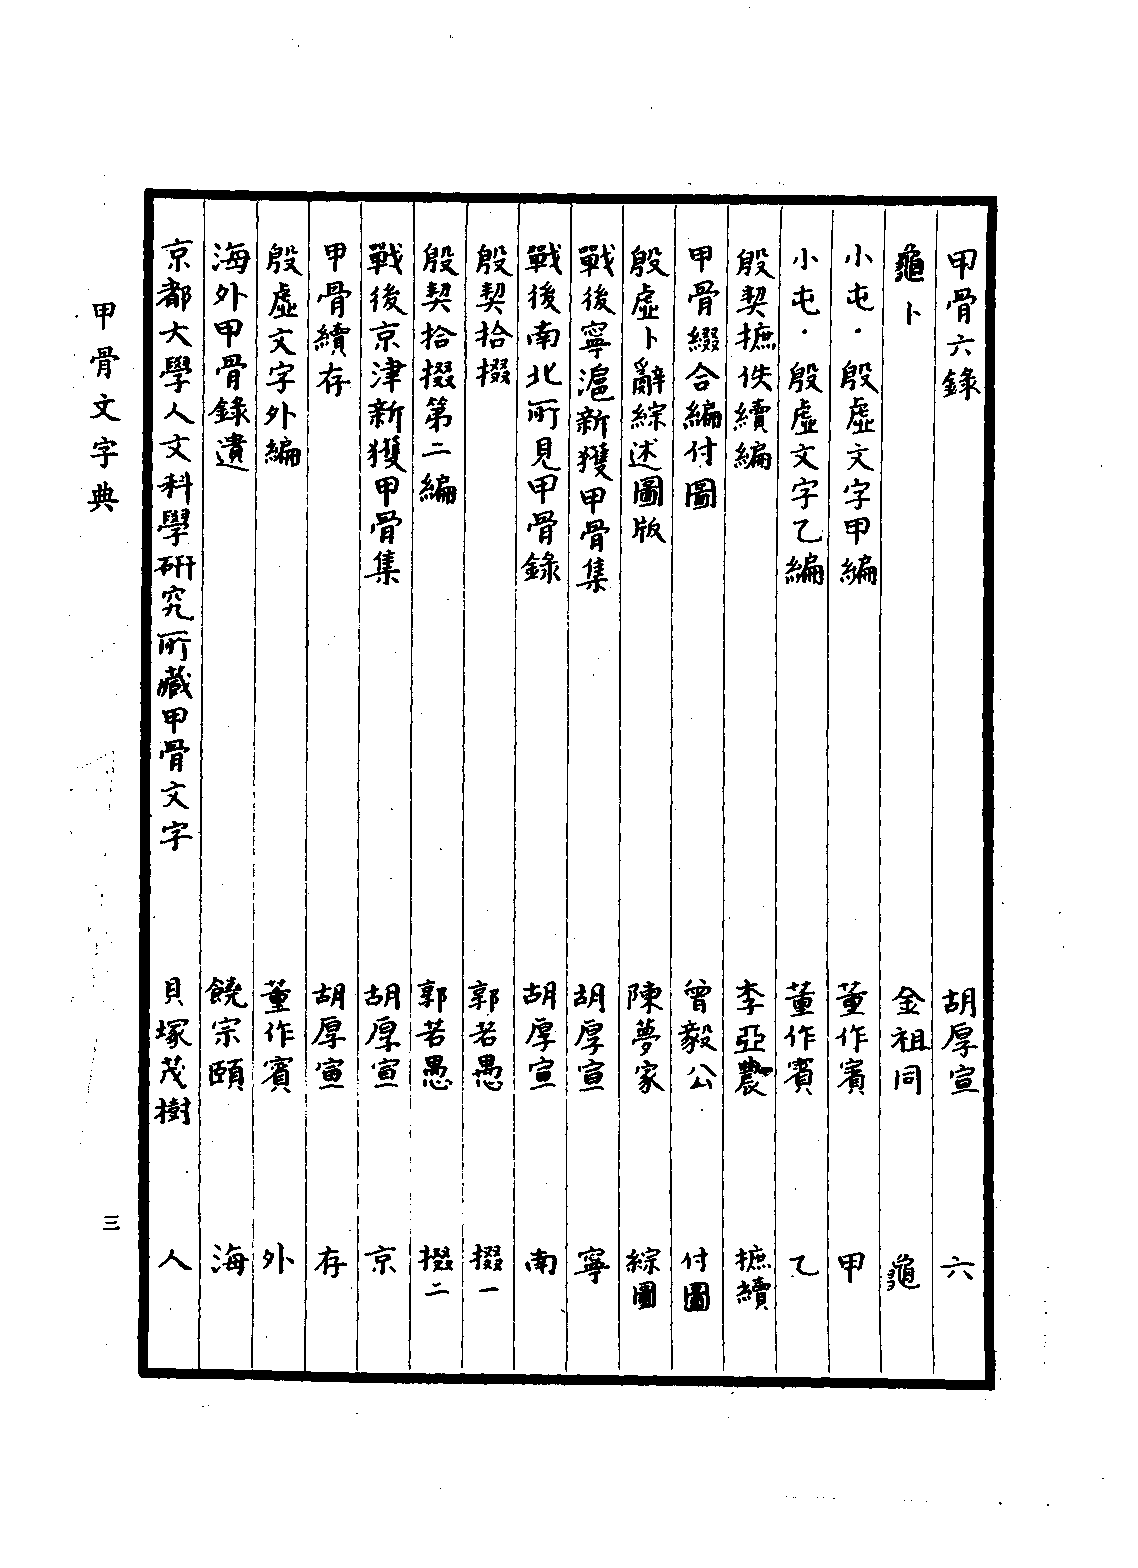 甲骨六錄 胡厚宣 六
龜卜 金祖同 龜
小屯·殷虛文字甲編 董作賓 甲
小屯·殷虛文字乙編 董作賓 乙
殷契摭佚續編 李亞農 摭續
甲骨綴合編付圖 曾毅公 付圖
殷虛卜辭綜述圖版 陳夢家 綜圖
戰後寧滬新獲甲骨集 胡厚宣 寧
戰後南北所見甲骨錄 胡厚宣 南
殷契拾掇 郭若愚 掇一
殷契拾掇第二編 郭若愚 掇二
戰後京津新獲甲骨集 胡厚宣 京
甲骨續存 胡厚宣 存
殷虛文字外編 董作賓 外
海外甲骨錄遺 饒宗頤 海
京都大學人文科學研究所藏甲骨文字 貝塚茂樹 人
甲骨文字典 三